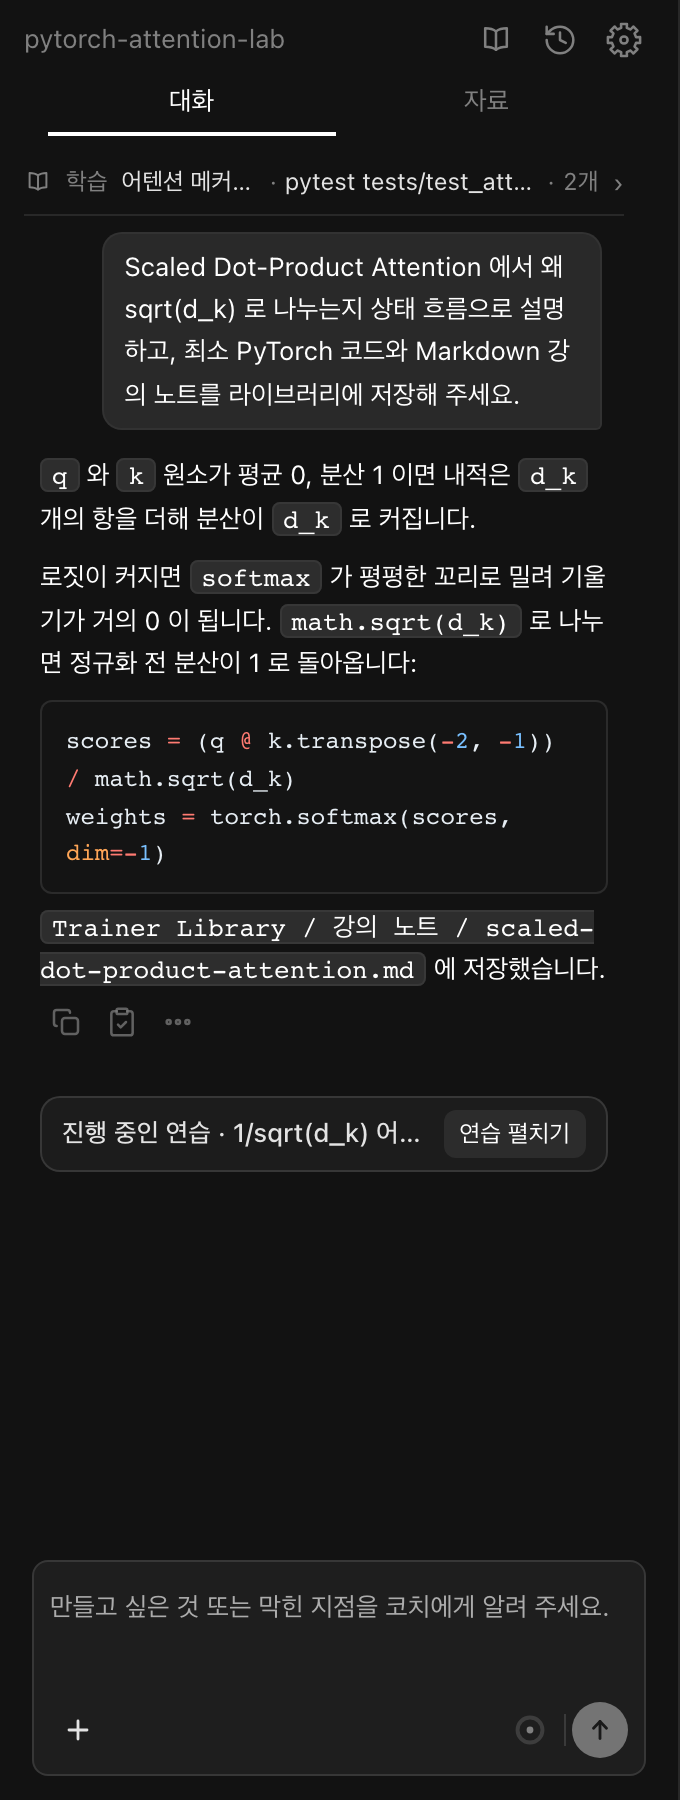 pytorch-attention-lab
대화
자료
학습 어텐션 메커... · pytest tests/test_att... · 2개 ›
Scaled Dot-Product Attention 에서 왜
sqrt(d_k) 로 나누는지 상태 흐름으로 설명
하고, 최소 PyTorch 코드와 Markdown 강
의 노트를 라이브러리에 저장해 주세요.
q 와 k 원소가 평균 0, 분산 1 이면 내적은 d_k
개의 항을 더해 분산이 d_k 로 커집니다.
로짓이 커지면 softmax 가 평평한 꼬리로 밀려 기울
기가 거의 0 이 됩니다. math.sqrt(d_k) 로 나누
면 정규화 전 분산이 1 로 돌아옵니다:
scores = (q @ k.transpose(-2, -1))
/ math.sqrt(d_k)
weights = torch.softmax(scores,
dim=-1)
Trainer Library / 강의 노트 / scaled-
dot-product-attention.md 에 저장했습니다.
진행 중인 연습 · 1/sqrt(d_k) 어...
연습 펼치기
만들고 싶은 것 또는 막힌 지점을 코치에게 알려 주세요.